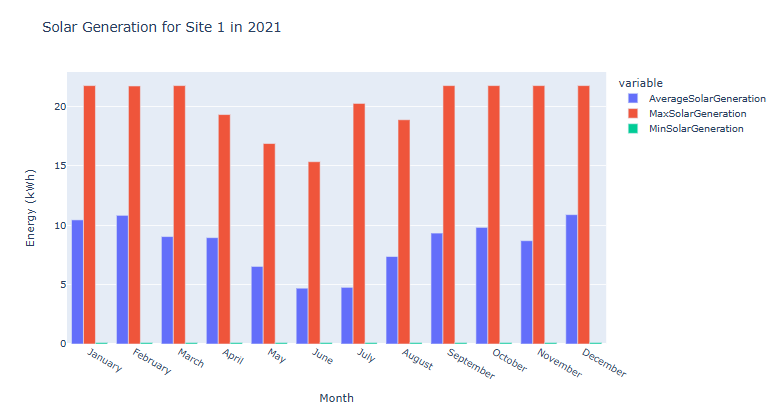 Solar Generation for Site 1 in 2021
variable
AverageSolarGeneration
MaxSolarGeneration
MinSolarGeneration
Energy (kWh)
20
15
10
5
0
January
February
March
April
May
June
July
August
September
October
November
December
Month